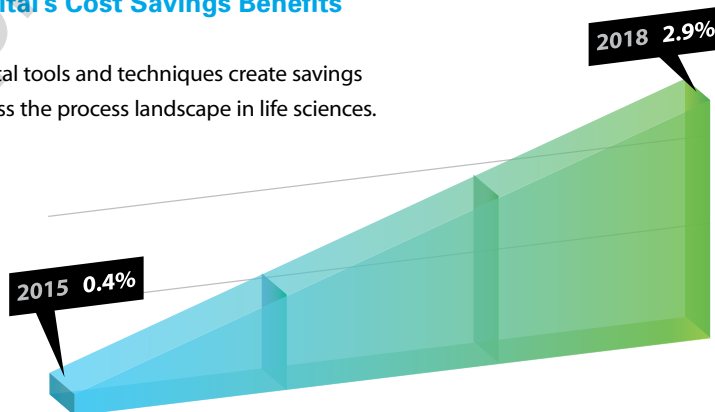 ital's Cost Savings Benefits
tal tools and techniques create savings
ss the process landscape in life sciences.
2018 2.9%
2015 0.4%